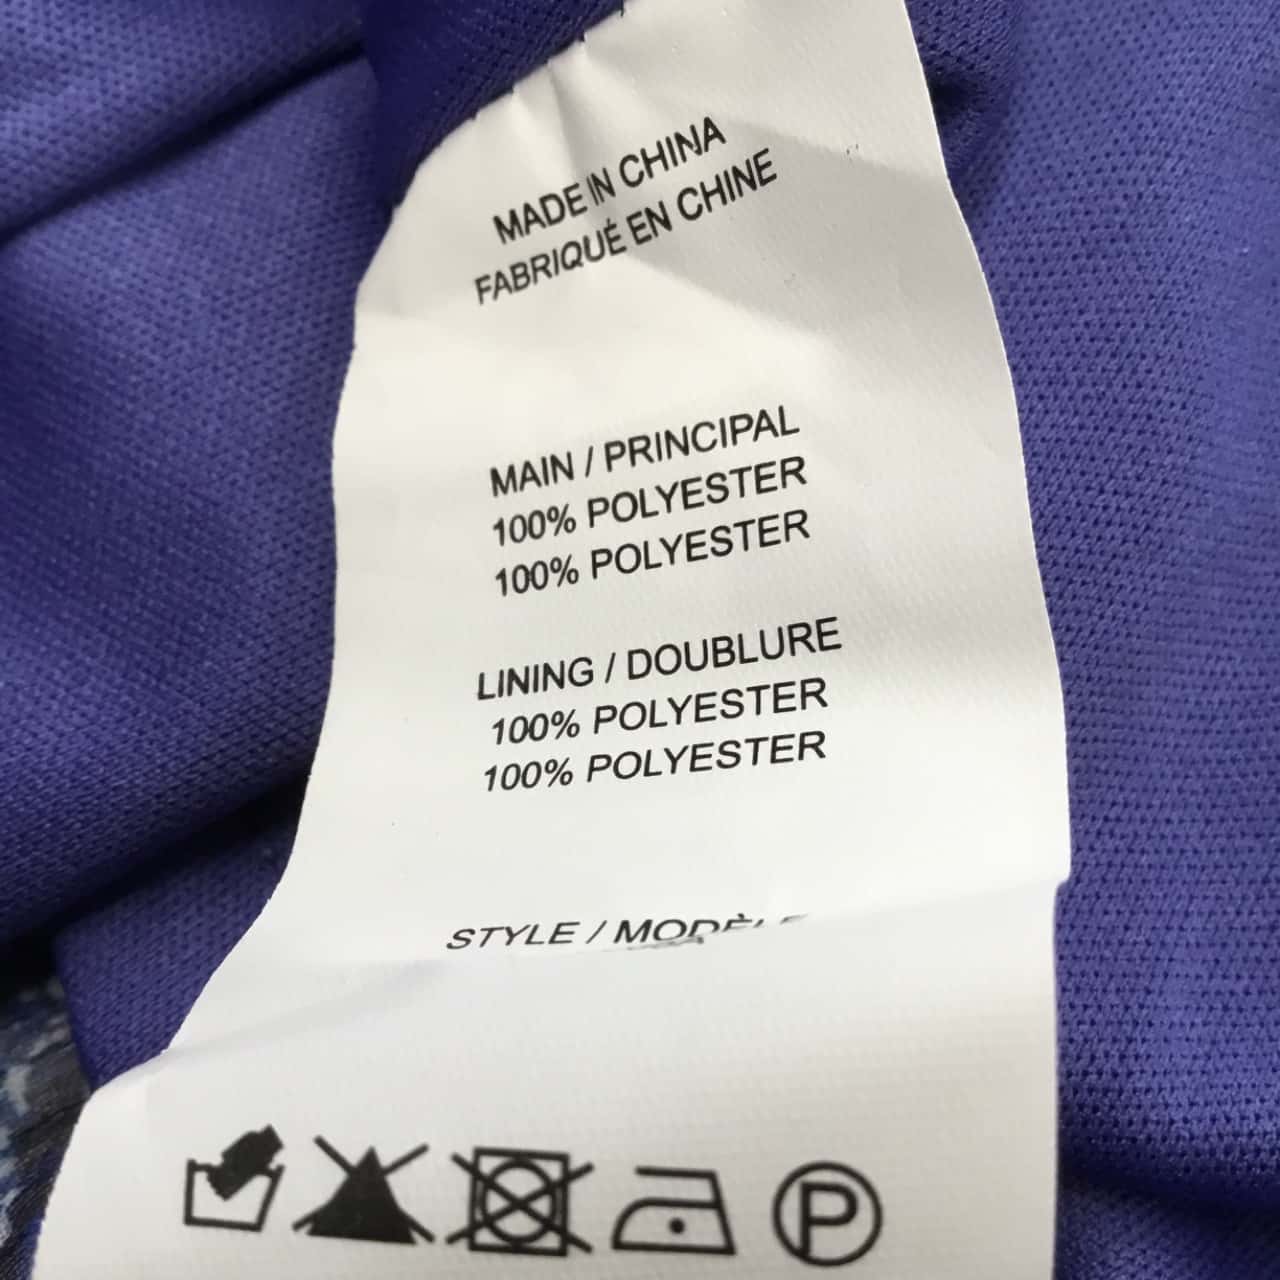 MADE IN CHINA
FABRIQUÉ EN CHINE
MAIN / PRINCIPAL
100% POLYESTER
100% POLYESTER
LINING / DOUBLURE
100% POLYESTER
100% POLYESTER
STYLE / MODÈLE
P